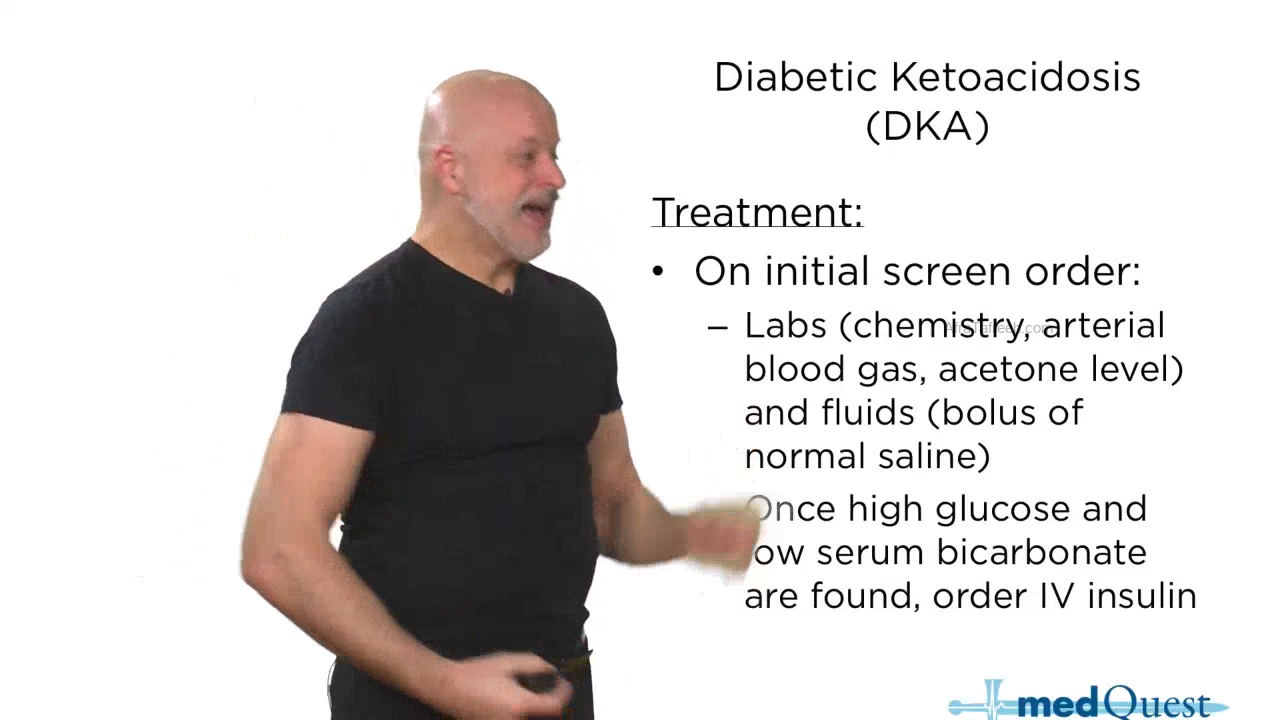 Diabetic Ketoacidosis
(DKA)
Treatment:
• On initial screen order:
– Labs (chemistry, arterial
blood gas, acetone level)
and fluids (bolus of
normal saline)
Once high glucose and
low serum bicarbonate
are found, order IV insulin
medQuest